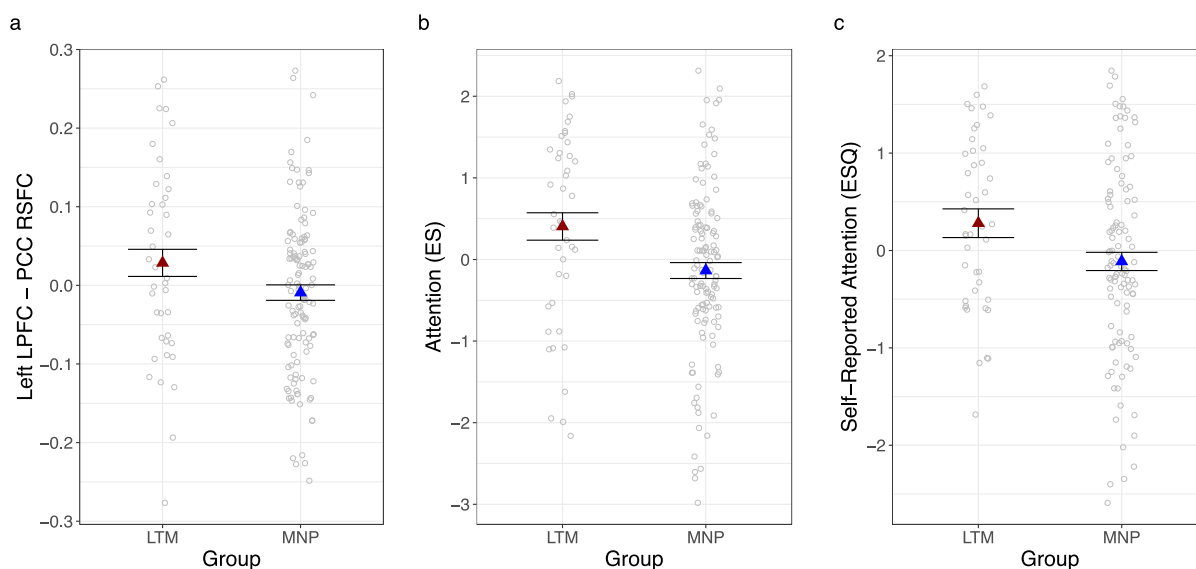 a
Left LPFC − PCC RSFC
0.3
0.2
0.1
0.0
−0.1
−0.2
−0.3
LTM
MNP
Group
b
Attention (ES)
2
1
0
−1
−2
−3
LTM
MNP
Group
c
Self−Reported Attention (ESQ)
2
1
0
−1
−2
LTM
MNP
Group